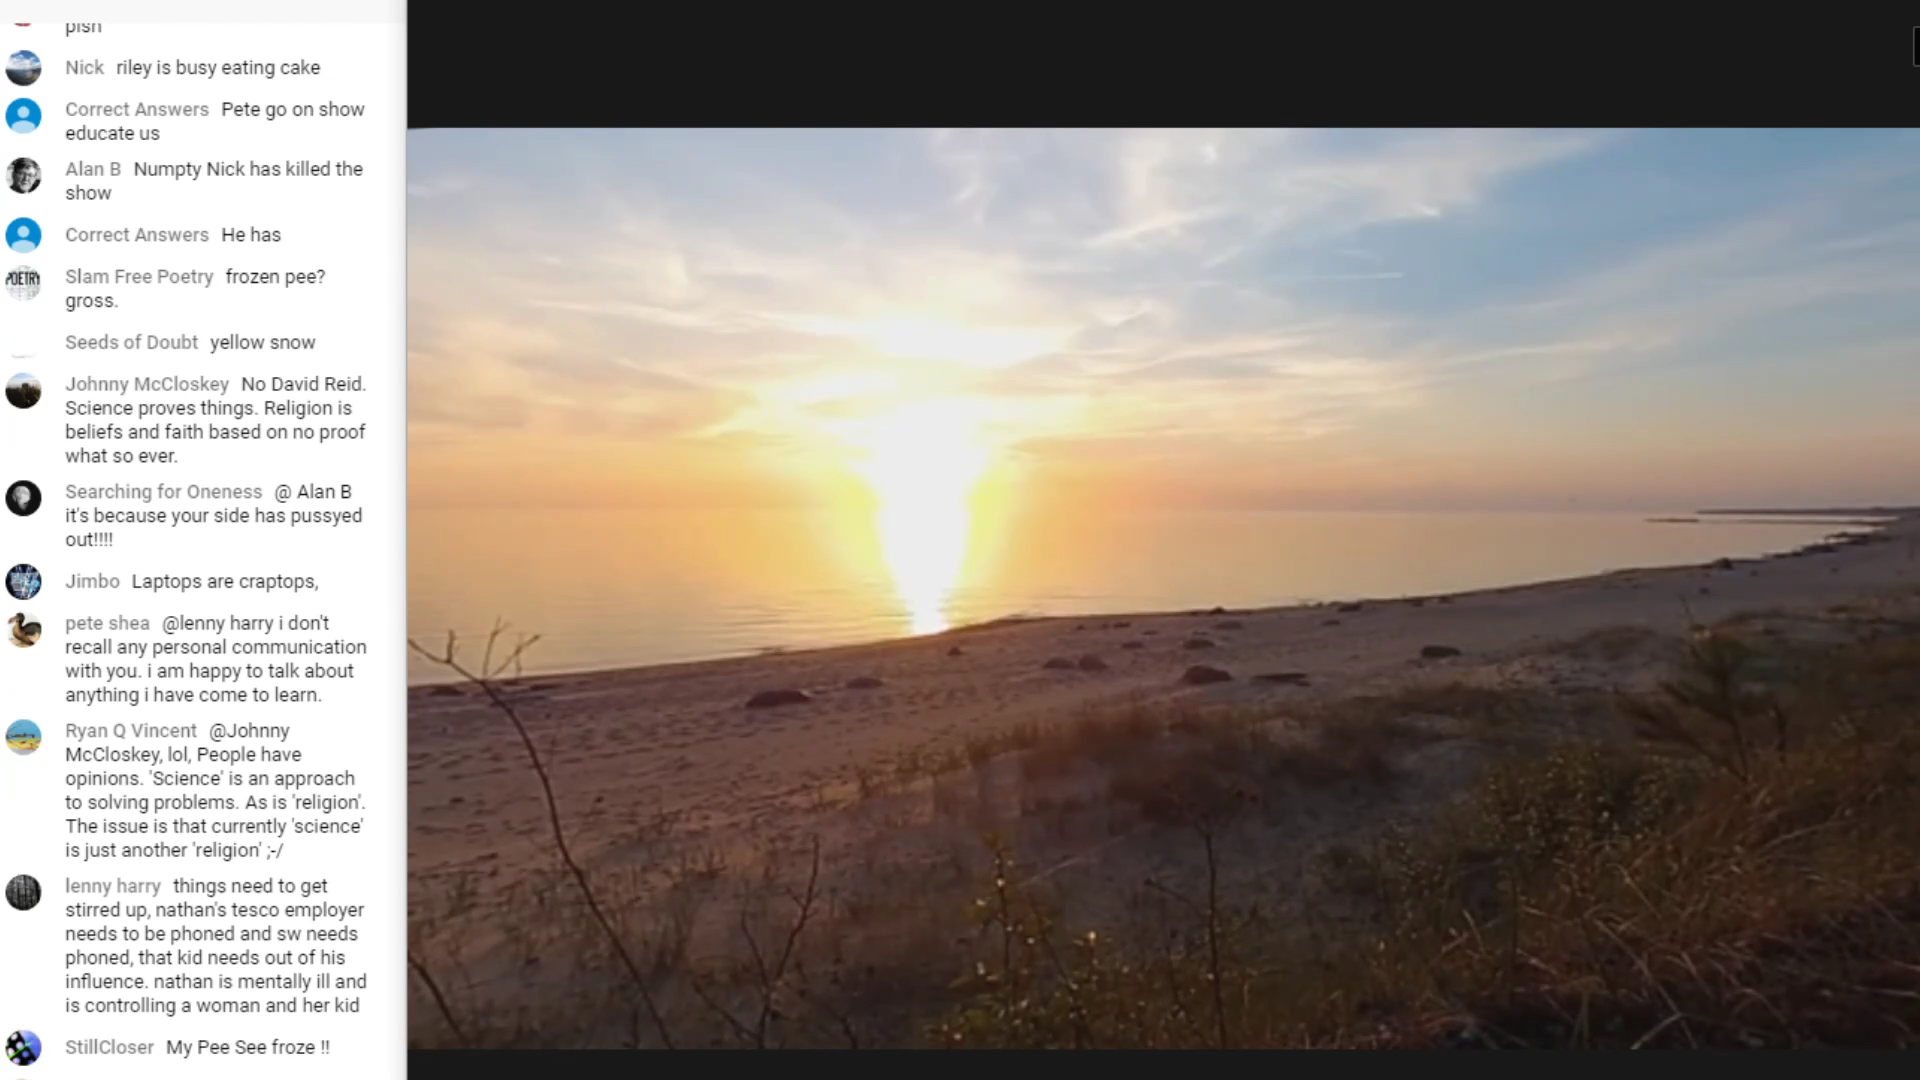 pish
Nick riley is busy eating cake
Correct Answers Pete go on show
educate us
Alan B Numpty Nick has killed the
show
Correct Answers He has
POETRY
Slam Free Poetry frozen pee?
gross.
Seeds of Doubt yellow snow
Johnny McCloskey No David Reid.
Science proves things. Religion is
beliefs and faith based on no proof
what so ever.
Searching for Oneness @ Alan B
it's because your side has pussyed
out!!!!
Jimbo Laptops are craptops,
pete shea @lenny harry i don't
recall any personal communication
with you. i am happy to talk about
anything i have come to learn.
Ryan Q Vincent @Johnny
McCloskey, lol, People have
opinions. 'Science' is an approach
to solving problems. As is 'religion'.
The issue is that currently 'science'
is just another 'religion' ;-/
lenny harry things need to get
stirred up, nathan's tesco employer
needs to be phoned and sw needs
phoned, that kid needs out of his
influence. nathan is mentally ill and
is controlling a woman and her kid
StillCloser My Pee See froze !!